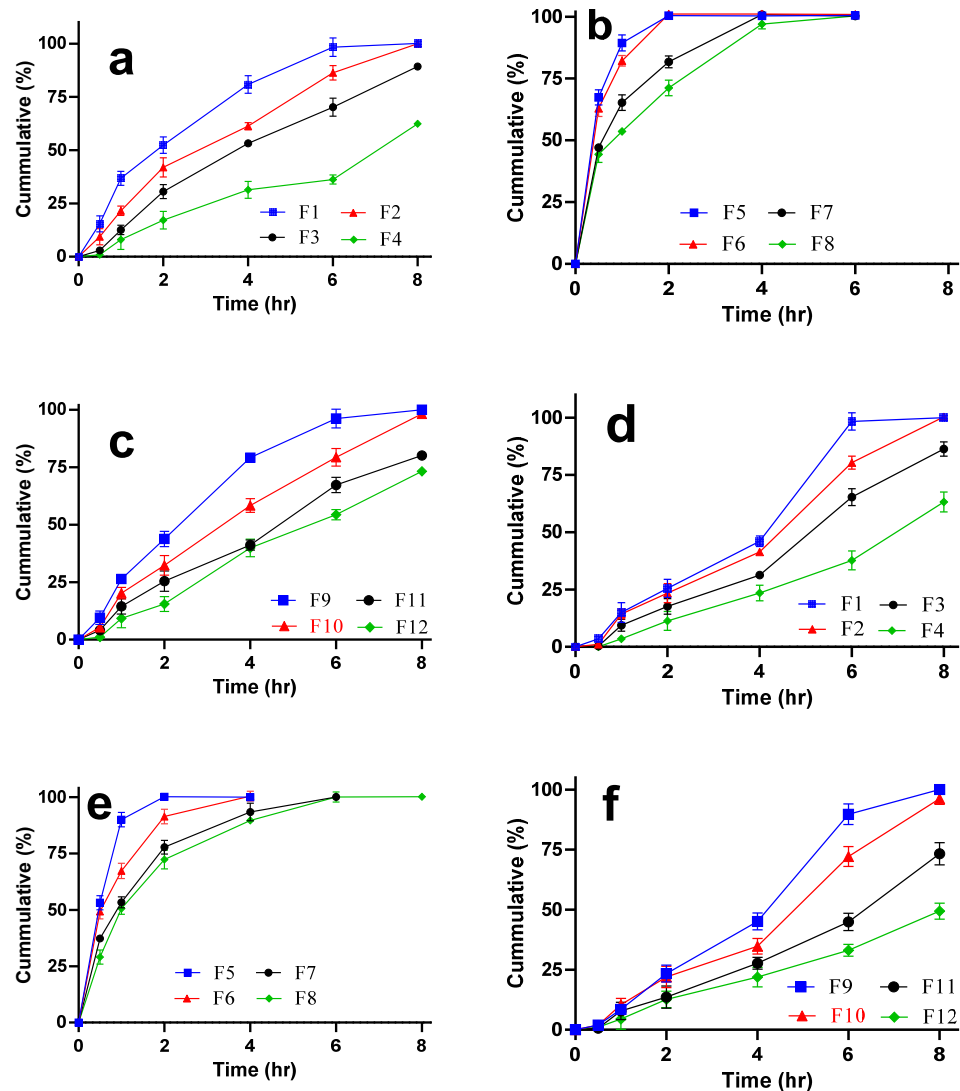 a
Cummulative (%)
100
75
50
25
0
F1 F2
F3 F4
0 2 4 6 8
Time (hr)
b
Cummulative (%)
100
75
50
25
0
F5 F7
F6 F8
0 2 4 6 8
Time (hr)
c
Cummulative (%)
100
75
50
25
0
F9 F11
F10 F12
0 2 4 6 8
Time (hr)
d
Cummulative (%)
100
75
50
25
0
F1 F3
F2 F4
0 2 4 6 8
Time (hr)
e
Cummulative (%)
100
75
50
25
0
F5 F7
F6 F8
0 2 4 6 8
Time (hr)
f
Cummulative (%)
100
75
50
25
0
F9 F11
F10 F12
0 2 4 6 8
Time (hr)